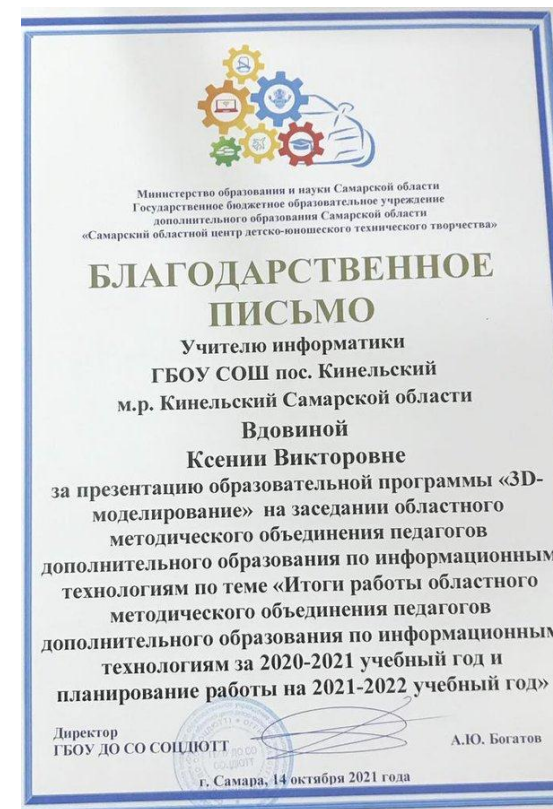 Министерство образования и науки Самарской области
Государственное бюджетное образовательное учреждение
дополнительного образования Самарской области
«Самарский областной центр детско-юношеского технического творчества»
БЛАГОДАРСТВЕННОЕ
ПИСЬМО
Учителю информатики
ГБОУ СОШ пос. Кинельский
м.р. Кинельский Самарской области
Вдовиной
Ксении Викторовне
за презентацию образовательной программы «3D-
моделирование» на заседании областного
методического объединения педагогов
дополнительного образования по информационным
технологиям по теме «Итоги работы областного
методического объединения педагогов
дополнительного образования по информационным
технологиям за 2020-2021 учебный год и
планирование работы на 2021-2022 учебный год»
Директор
ГБОУ ДО СО СОЦДЮТТ
А.Ю. Богатов
г. Самара, 14 октября 2021 года